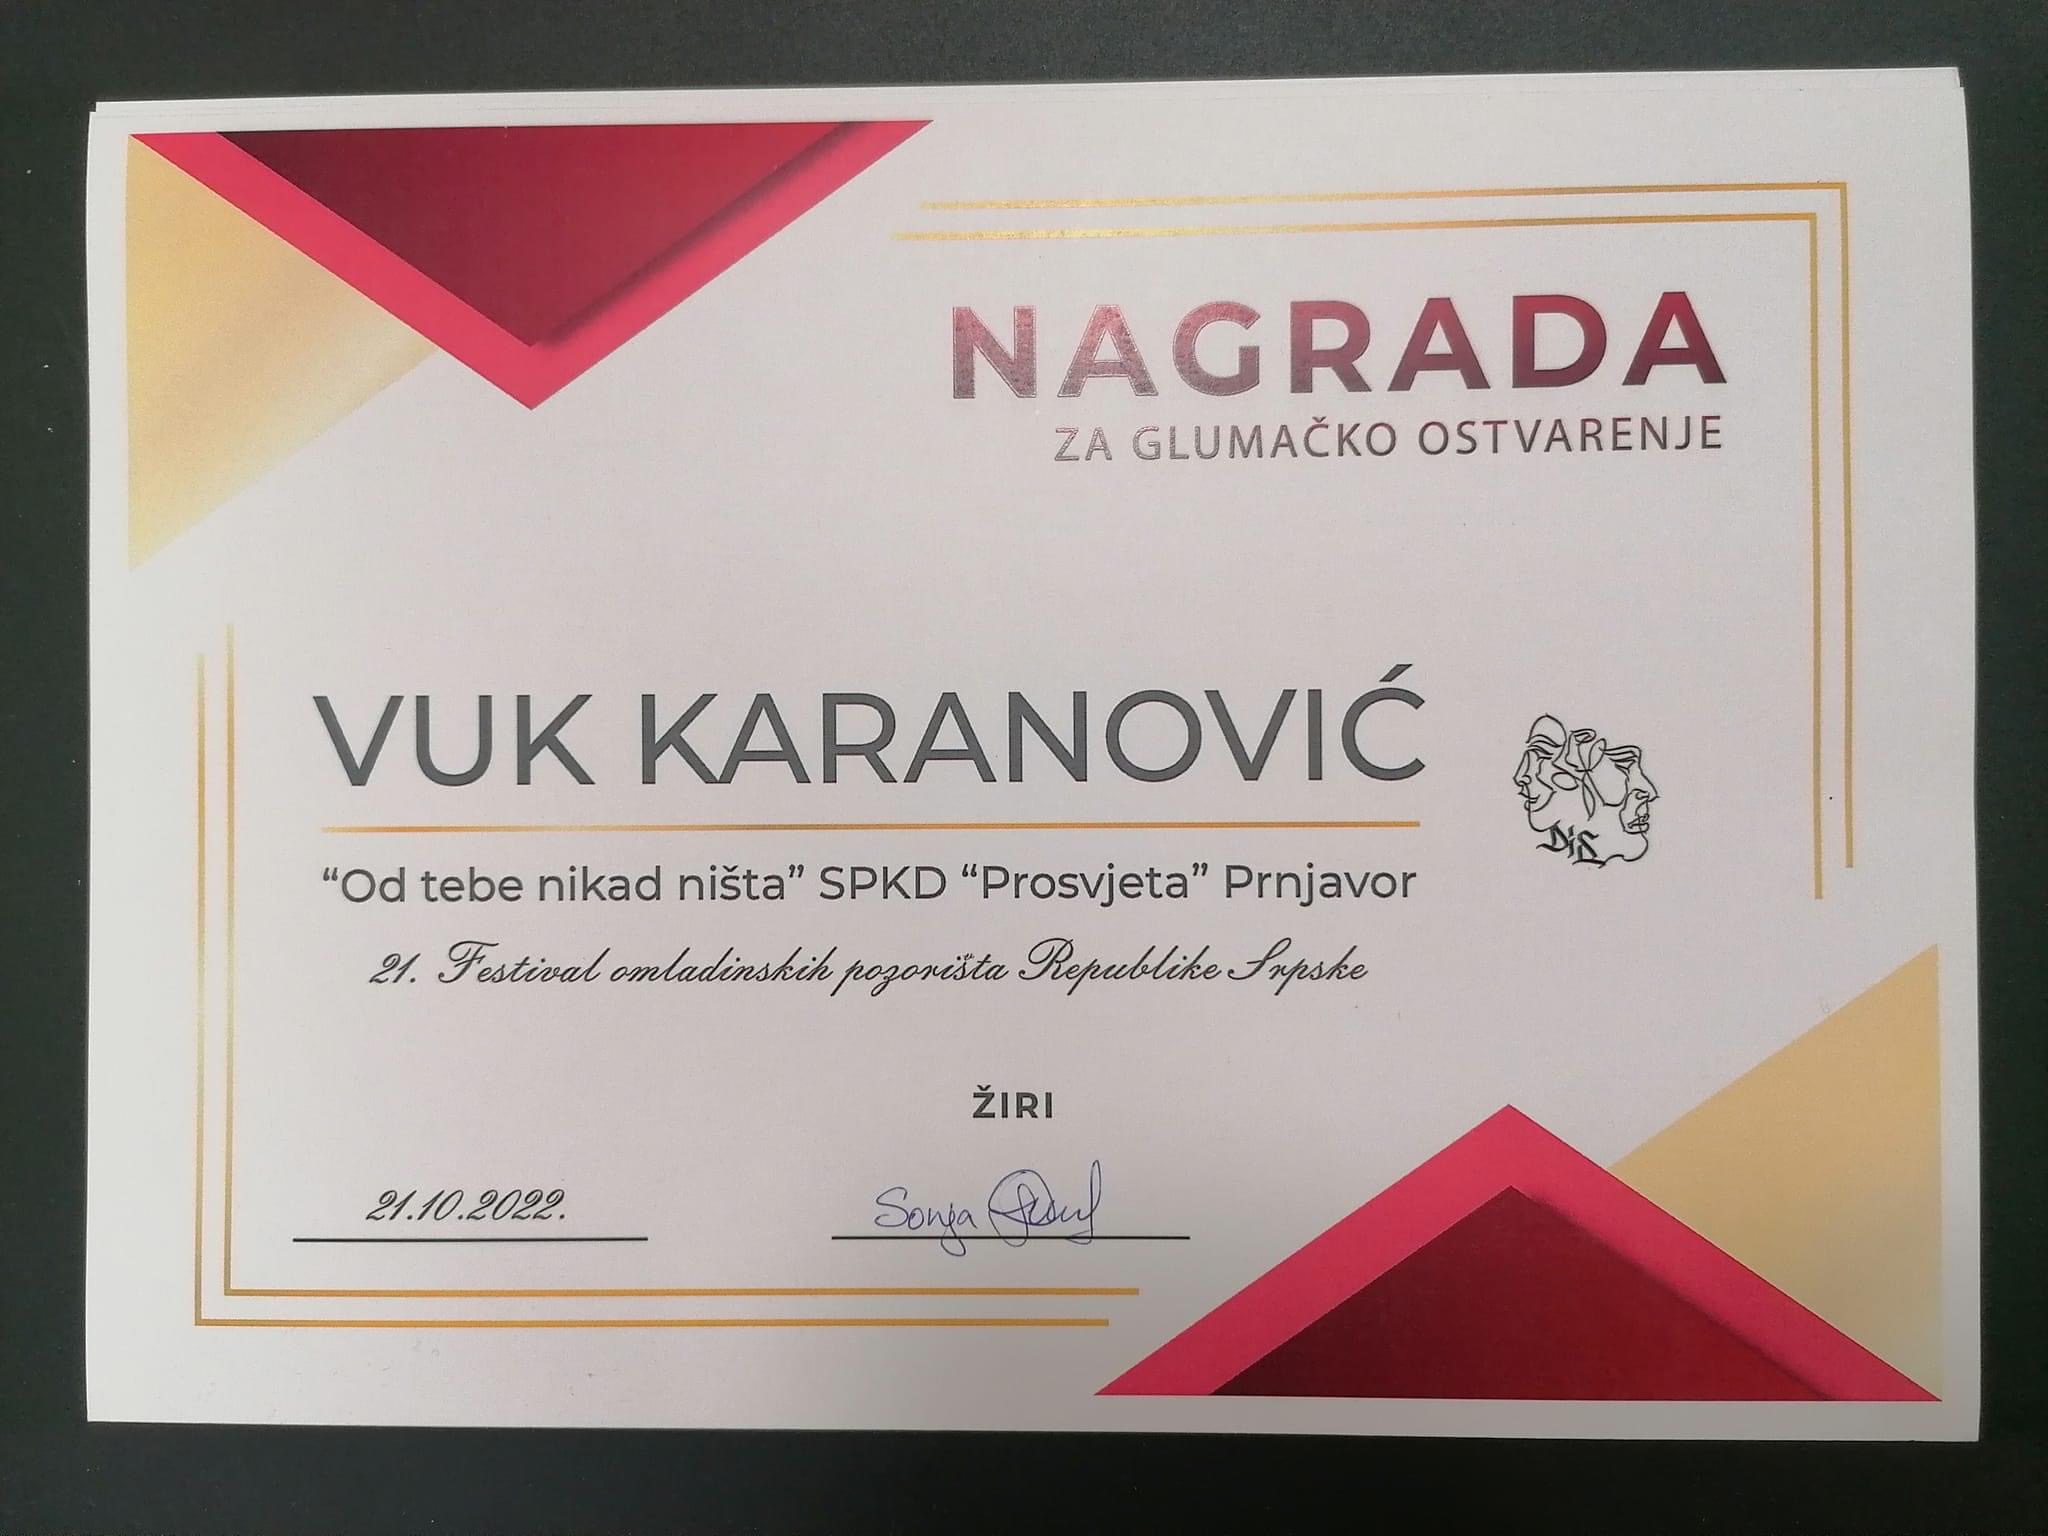 NAGRADA
ZA GLUMAČKO OSTVARENJE
VUK KARANOVIĆ
DiS
“Od tebe nikad ništa” SPKD “Prosvjeta” Prnjavor
21. Festival omladinskih pozorišta Republike Srpske
ŽIRI
21.10.2022.
Sonja